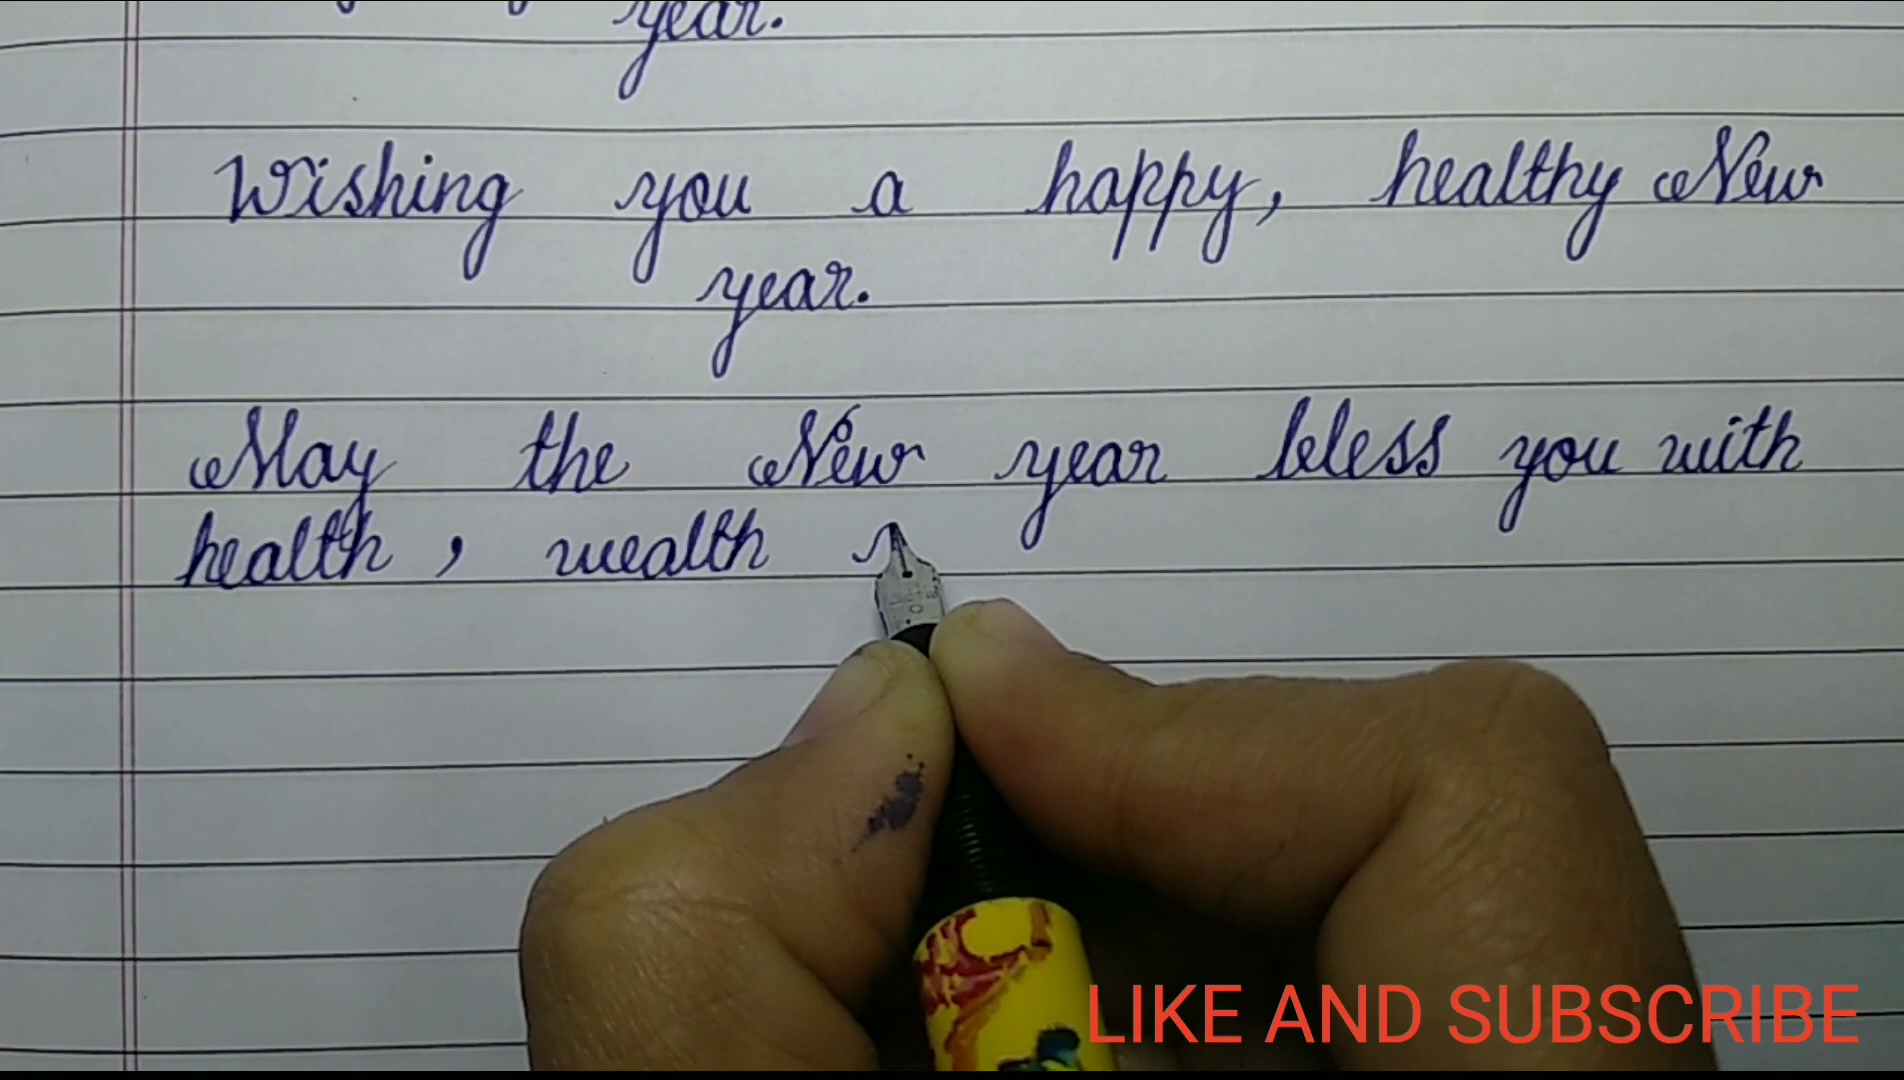 year.
Wishing you a happy, healthy New
year.
May the New year bless you with
health, wealth
LIKE AND SUBSCRIBE